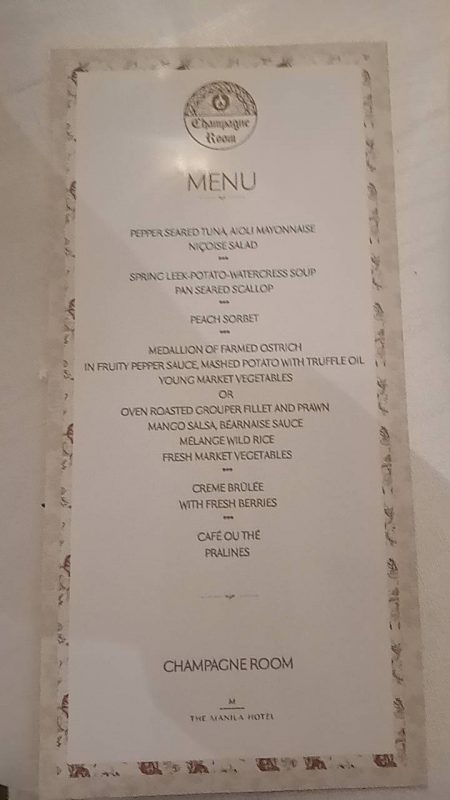 Champagne
Room
MENU
PEPPER SEARED TUNA, AIOLI MAYONNAISE
NIÇOISE SALAD
SPRING LEEK-POTATO-WATERCRESS SOUP
PAN SEARED SCALLOP
PEACH SORBET
MEDALLION OF FARMED OSTRICH
IN FRUITY PEPPER SAUCE, MASHED POTATO WITH TRUFFLE OIL
YOUNG MARKET VEGETABLES
OR
OVEN ROASTED GROUPER FILLET AND PRAWN
MANGO SALSA, BÉARNAISE SAUCE
MÉLANGE WILD RICE
FRESH MARKET VEGETABLES
CREME BRÛLÉE
WITH FRESH BERRIES
CAFÉ OU THÉ
PRALINES
CHAMPAGNE ROOM
M
THE MANILA HOTEL